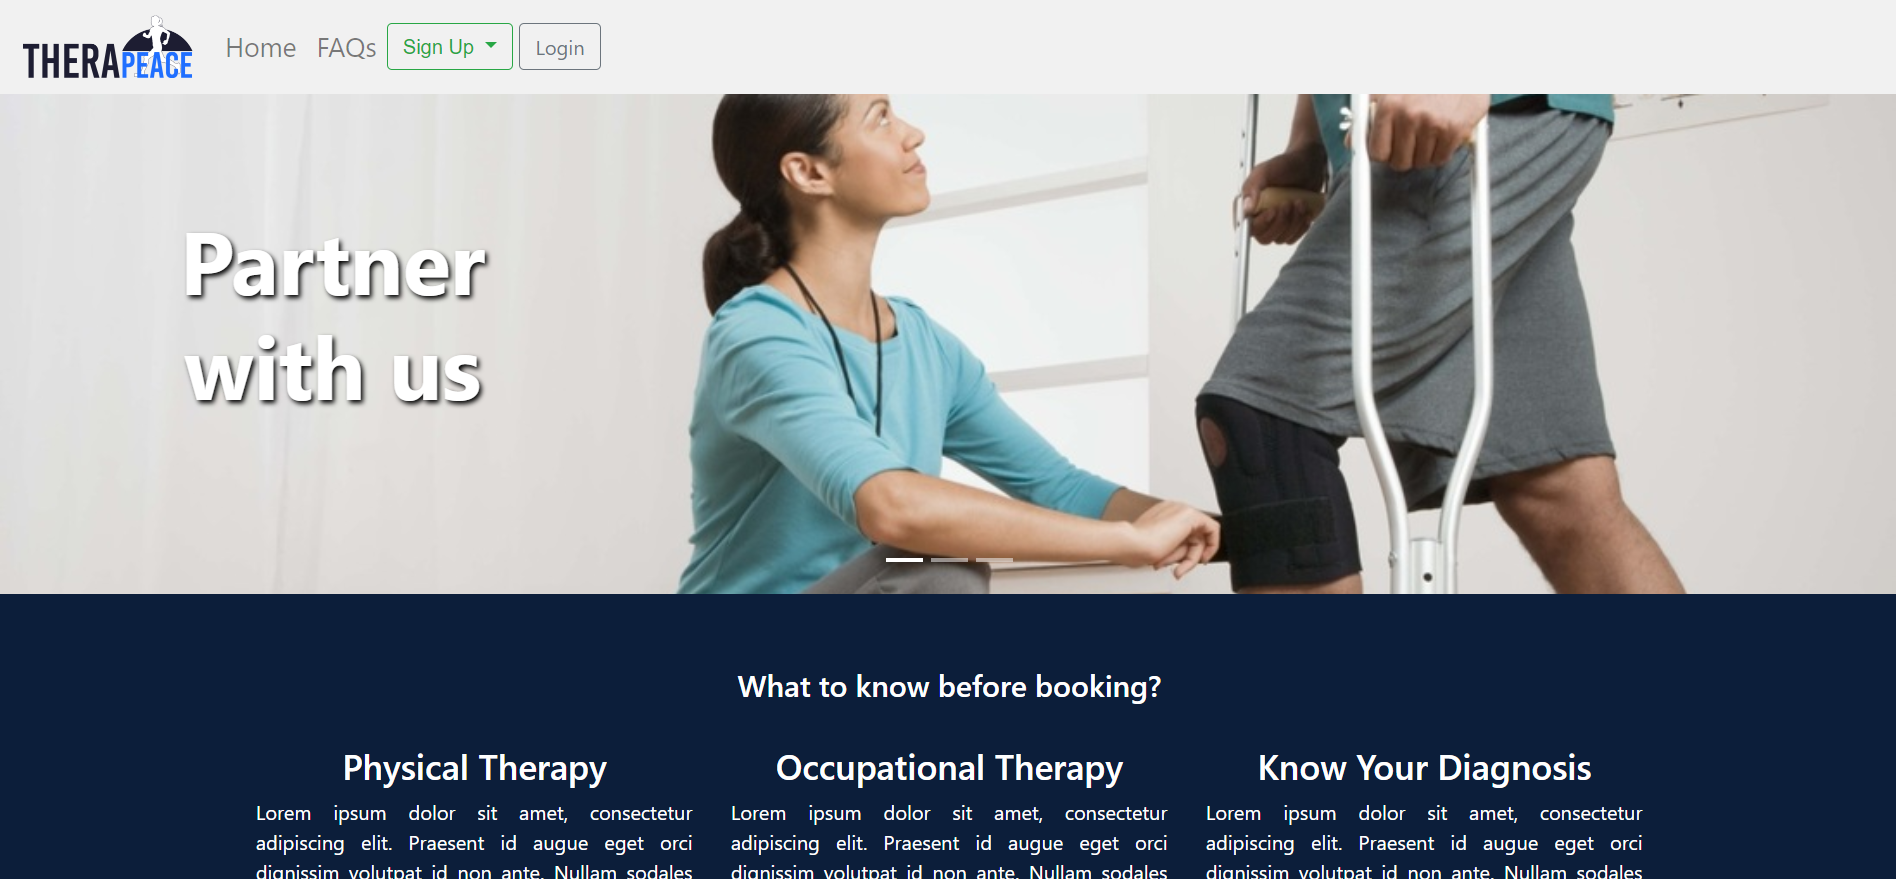 THERAPEACE
Home FAQs Sign Up Login
Partner
with us
What to know before booking?
Physical Therapy
Lorem ipsum dolor sit amet, consectetur
adipiscing elit. Praesent id augue eget orci
dignissim volutpat id non ante. Nullam sodales
Occupational Therapy
Lorem ipsum dolor sit amet, consectetur
adipiscing elit. Praesent id augue eget orci
dignissim volutpat id non ante. Nullam sodales
Know Your Diagnosis
Lorem ipsum dolor sit amet, consectetur
adipiscing elit. Praesent id augue eget orci
dignissim volutpat id non ante. Nullam sodales